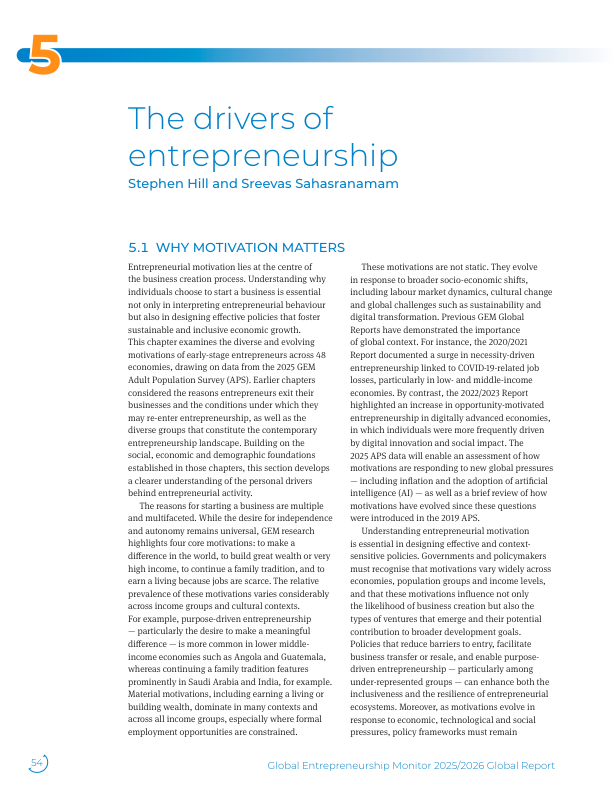 5
The drivers of
entrepreneurship
Stephen Hill and Sreevas Sahasranamam
5.1 WHY MOTIVATION MATTERS
Entrepreneurial motivation lies at the centre of
the business creation process. Understanding why
individuals choose to start a business is essential
not only in interpreting entrepreneurial behaviour
but also in designing effective policies that foster
sustainable and inclusive economic growth.
This chapter examines the diverse and evolving
motivations of early-stage entrepreneurs across 48
economies, drawing on data from the 2025 GEM
Adult Population Survey (APS). Earlier chapters
considered the reasons entrepreneurs exit their
businesses and the conditions under which they
may re-enter entrepreneurship, as well as the
diverse groups that constitute the contemporary
entrepreneurship landscape. Building on the
social, economic and demographic foundations
established in those chapters, this section develops
a clearer understanding of the personal drivers
behind entrepreneurial activity.
The reasons for starting a business are multiple
and multifaceted. While the desire for independence
and autonomy remains universal, GEM research
highlights four core motivations: to make a
difference in the world, to build great wealth or very
high income, to continue a family tradition, and to
earn a living because jobs are scarce. The relative
prevalence of these motivations varies considerably
across income groups and cultural contexts.
For example, purpose-driven entrepreneurship
— particularly the desire to make a meaningful
difference — is more common in lower middle-
income economies such as Angola and Guatemala,
whereas continuing a family tradition features
prominently in Saudi Arabia and India, for example.
Material motivations, including earning a living or
building wealth, dominate in many contexts and
across all income groups, especially where formal
employment opportunities are constrained.
These motivations are not static. They evolve
in response to broader socio-economic shifts,
including labour market dynamics, cultural change
and global challenges such as sustainability and
digital transformation. Previous GEM Global
Reports have demonstrated the importance
of global context. For instance, the 2020/2021
Report documented a surge in necessity-driven
entrepreneurship linked to COVID-19-related job
losses, particularly in low- and middle-income
economies. By contrast, the 2022/2023 Report
highlighted an increase in opportunity-motivated
entrepreneurship in digitally advanced economies,
in which individuals were more frequently driven
by digital innovation and social impact. The
2025 APS data will enable an assessment of how
motivations are responding to new global pressures
— including inflation and the adoption of artificial
intelligence (AI) — as well as a brief review of how
motivations have evolved since these questions
were introduced in the 2019 APS.
Understanding entrepreneurial motivation
is essential in designing effective and context-
sensitive policies. Governments and policymakers
must recognise that motivations vary widely across
economies, population groups and income levels,
and that these motivations influence not only
the likelihood of business creation but also the
types of ventures that emerge and their potential
contribution to broader development goals.
Policies that reduce barriers to entry, facilitate
business transfer or resale, and enable purpose-
driven entrepreneurship — particularly among
under-represented groups — can enhance both the
inclusiveness and the resilience of entrepreneurial
ecosystems. Moreover, as motivations evolve in
response to economic, technological and social
pressures, policy frameworks must remain
54
Global Entrepreneurship Monitor 2025/2026 Global Report